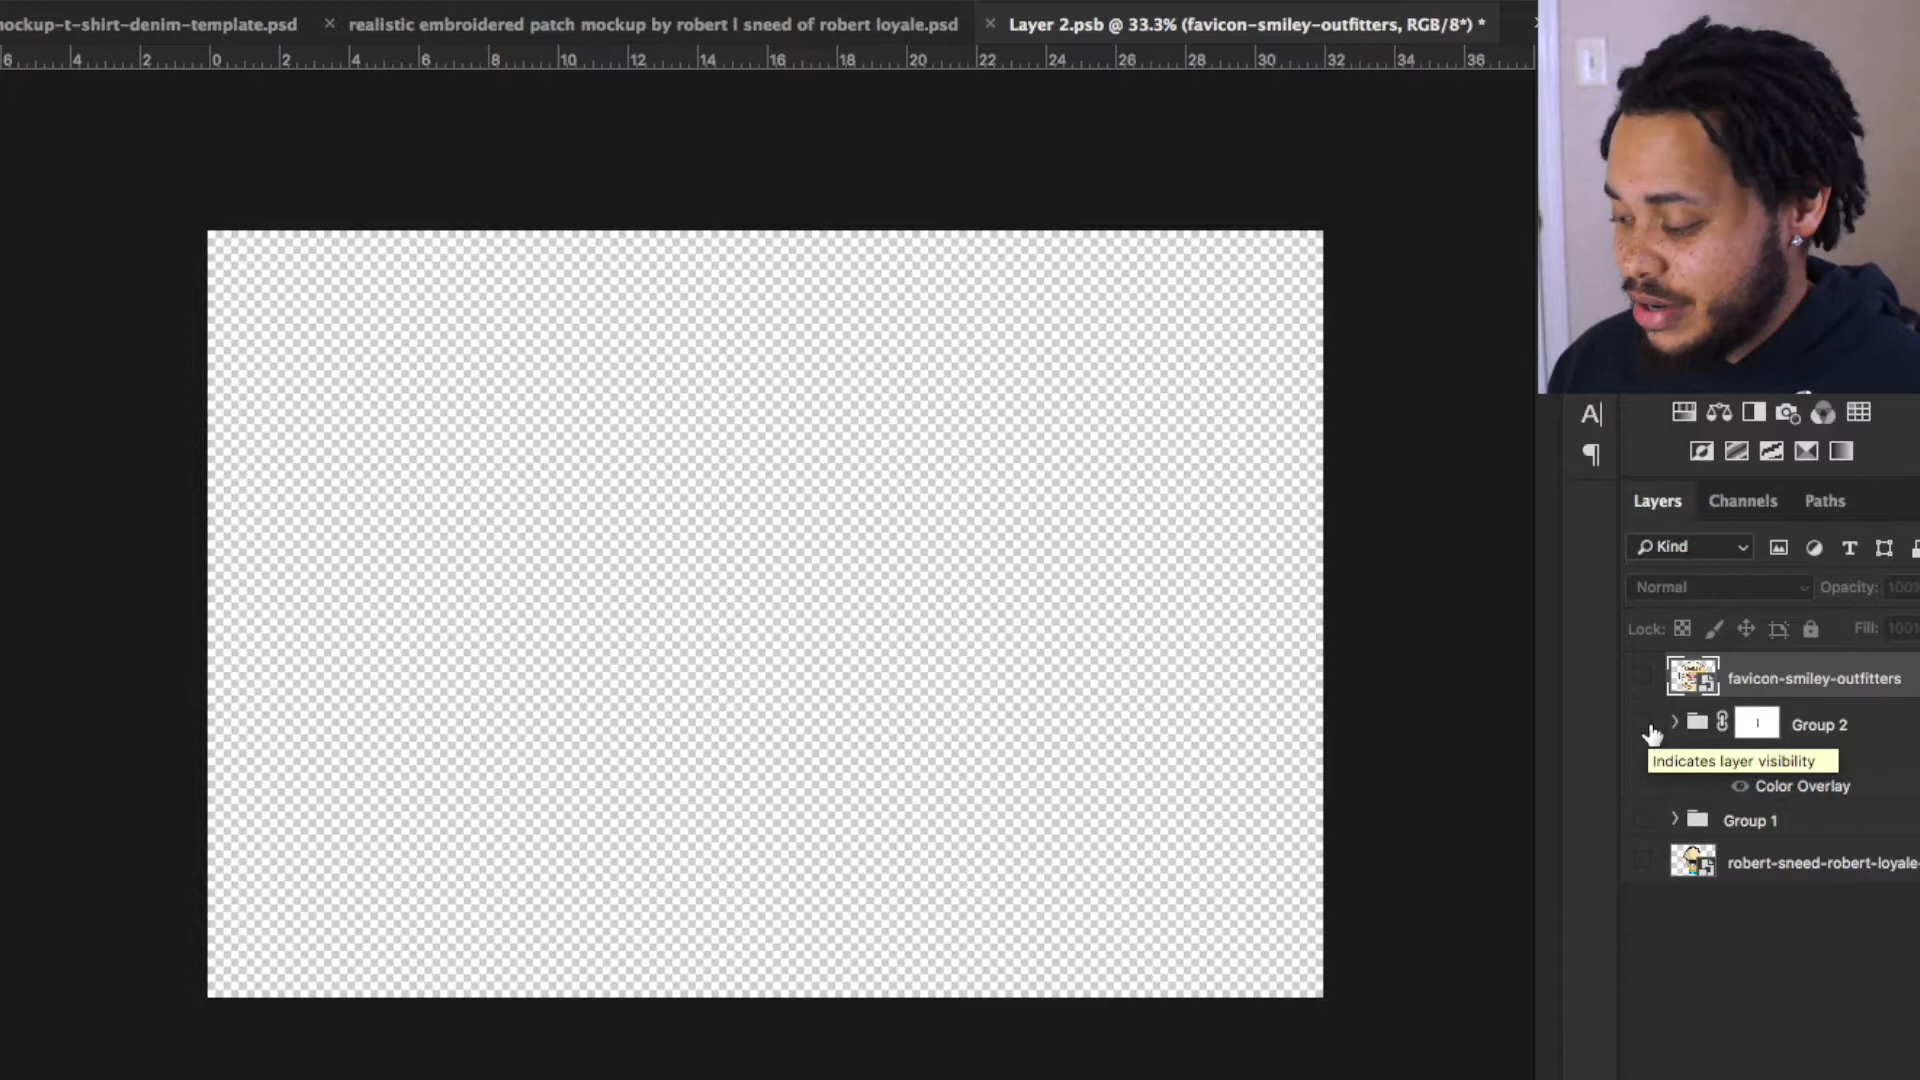 mockup-t-shirt-denim-template.psd × realistic embroidered patch mockup by robert l sneed of robert loyale.psd × Layer 2.psb @ 33.3% (favicon-smiley-outfitters, RGB/8*) *
6 4 2 0 2 4 6 8 10 12 14 16 18 20 22 24 26 28 30 32 34 36
A|
¶
Layers Channels Paths
Kind T
Normal Opacity: 100%
Lock: Fill: 100%
favicon-smiley-outfitters
Group 2
Indicates layer visibility
Color Overlay
Group 1
robert-sneed-robert-loyale-